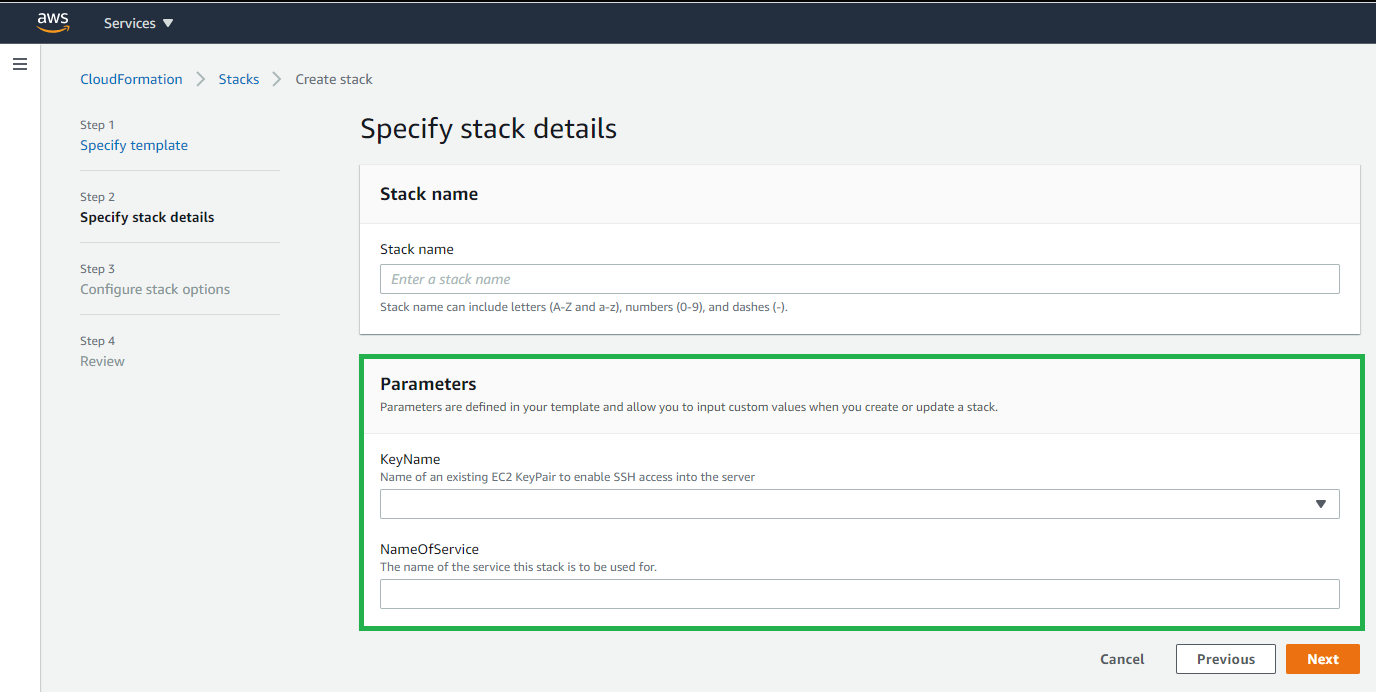 aws
Services
CloudFormation
Stacks
Create stack
Step 1
Specify template
Step 2
Specify stack details
Step 3
Configure stack options
Step 4
Review
Specify stack details
Stack name
Stack name
Enter a stack name
Stack name can include letters (A-Z and a-z), numbers (0-9), and dashes (-).
Parameters
Parameters are defined in your template and allow you to input custom values when you create or update a stack.
KeyName
Name of an existing EC2 KeyPair to enable SSH access into the server
NameOfService
The name of the service this stack is to be used for.
Cancel
Previous
Next